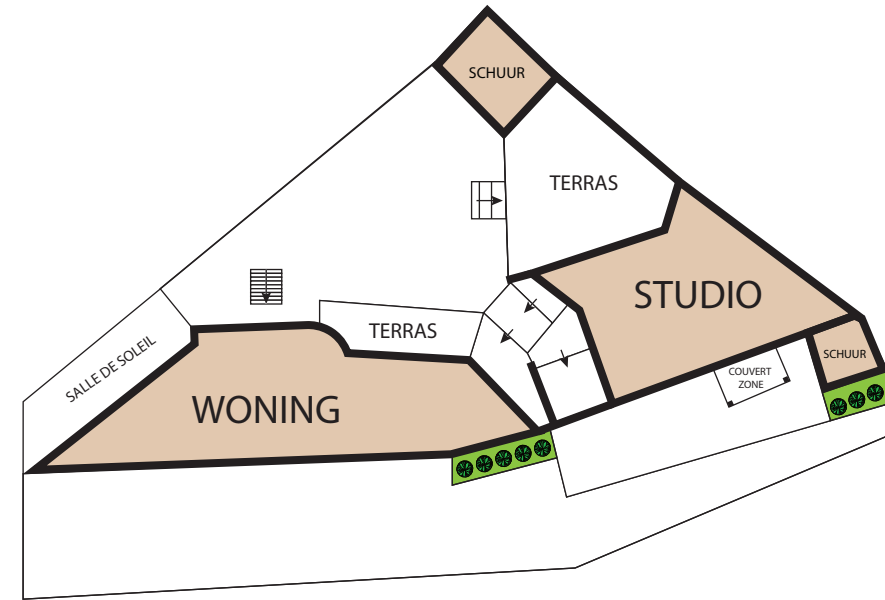 SCHUUR
TERRAS
STUDIO
TERRAS
SALLE DE SOLEIL
WONING
SCHUUR
COUVERT
ZONE